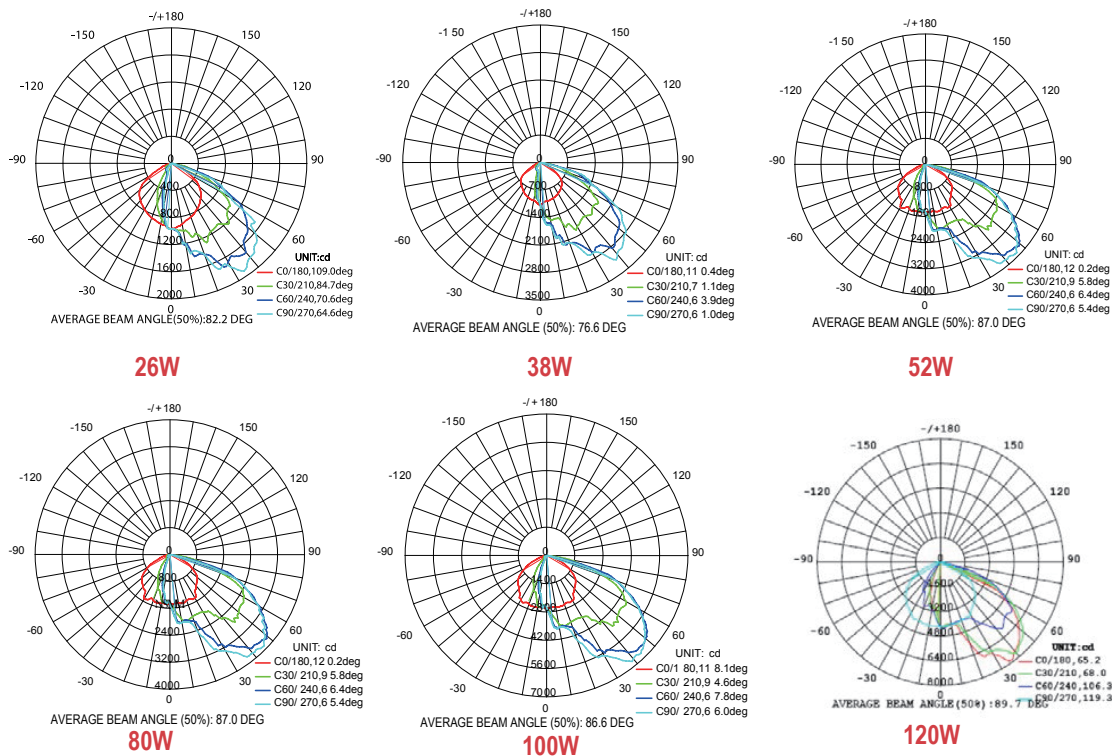 -/+180
-150
150
-120
120
-90
90
-60
60
-30
30
0
0
400
800
1200
1600
2000
UNIT:cd
C0/180,109.0deg
C30/210,84.7deg
C60/240,70.6deg
C90/270,64.6deg
AVERAGE BEAM ANGLE(50%):82.2 DEG
26W
-/+180
-150
150
-120
120
-90
90
-60
60
-30
30
0
0
700
1400
2100
2800
3500
UNIT: cd
C0/180,11 0.4deg
C30/210,7 1.1deg
C60/240,6 3.9deg
C90/270,6 1.0deg
AVERAGE BEAM ANGLE (50%): 76.6 DEG
38W
-/+180
-1 50
150
-120
120
-90
90
-60
60
-30
30
0
0
800
1600
2400
3200
4000
UNIT: cd
C0/180,12 0.2deg
C30/210,9 5.8deg
C60/240,6 6.4deg
C90/270,6 5.4deg
AVERAGE BEAM ANGLE (50%): 87.0 DEG
52W
-/+180
-150
150
-120
120
-90
90
-60
60
-30
30
0
0
800
2400
3200
4000
UNIT: cd
C0/180,12 0.2deg
C30/ 210,9 5.8deg
C60/ 240,6 6.4deg
C90/ 270,6 5.4deg
AVERAGE BEAM ANGLE (50%): 87.0 DEG
80W
-/+180
-150
150
-120
120
-90
90
-60
60
-30
30
0
0
1400
2800
4200
5600
7000
UNIT: cd
C0/1 80,11 8.1deg
C30/ 210,9 4.6deg
C60/ 240,6 7.8deg
C90/ 270,6 6.0deg
AVERAGE BEAM ANGLE (50%): 86.6 DEG
100W
-/+180
-150
150
-120
120
-90
90
-60
60
-30
30
0
0
1600
3200
4800
6400
8000
UNIT:cd
C0/180,65.2
C30/210,68.0
C60/240,106.3
C90/270,119.3
AVERAGE BEAM ANGLE(50%):89.7 DEG
120W